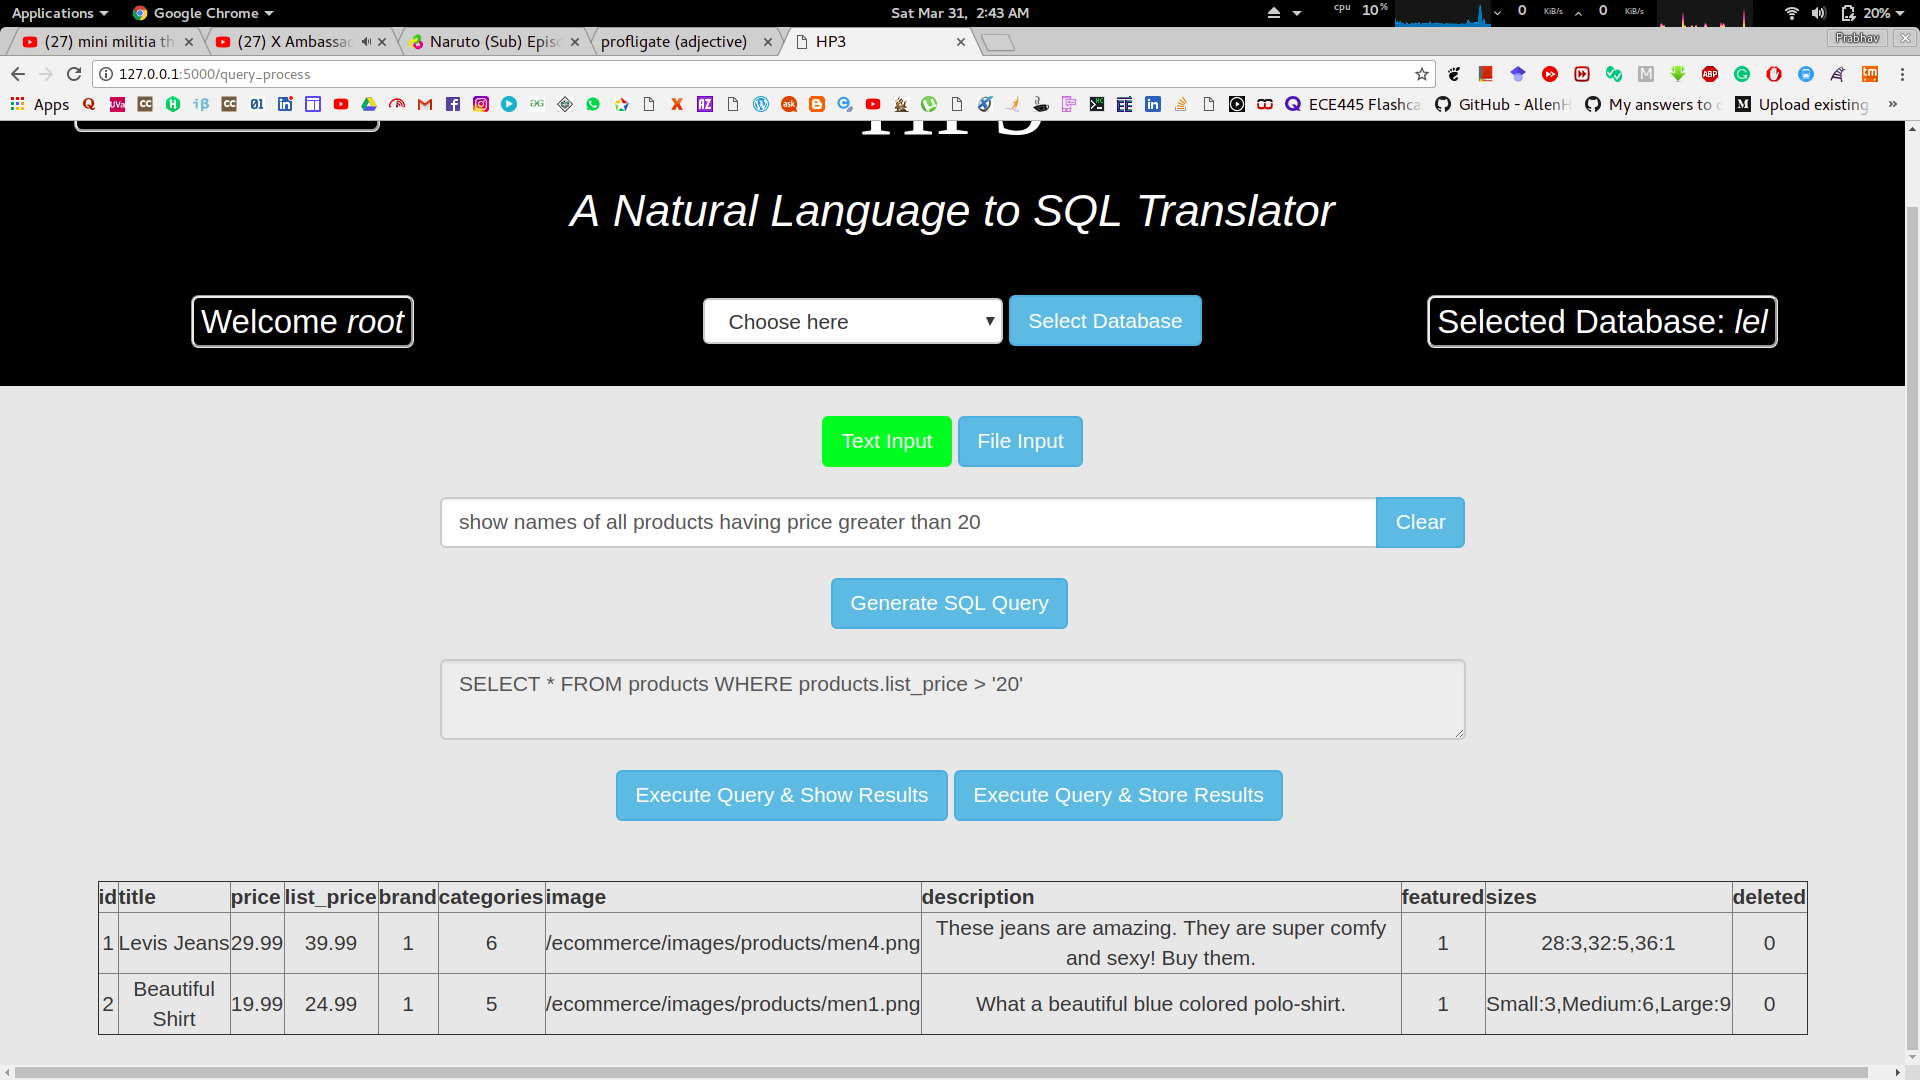 Applications
Google Chrome
Sat Mar 31, 2:43 AM
cpu 10%
0 KiB/s
0 KiB/s
20%
(27) mini militia th
(27) X Ambassac
Naruto (Sub) Episo
profligate (adjective)
HP3
Prabhav
127.0.0.1:5000/query_process
Apps
ECE445 Flashca
GitHub - AllenH
My answers to c
Upload existing
»
HP3
A Natural Language to SQL Translator
Welcome root
Choose here
Select Database
Selected Database: lel
Text Input
File Input
show names of all products having price greater than 20
Clear
Generate SQL Query
SELECT * FROM products WHERE products.list_price > '20'
Execute Query & Show Results
Execute Query & Store Results
id title price list_price brand categories image description featured sizes deleted
1 Levis Jeans 29.99 39.99 1 6 /ecommerce/images/products/men4.png These jeans are amazing. They are super comfy and sexy! Buy them. 1 28:3,32:5,36:1 0
2 Beautiful Shirt 19.99 24.99 1 5 /ecommerce/images/products/men1.png What a beautiful blue colored polo-shirt. 1 Small:3,Medium:6,Large:9 0